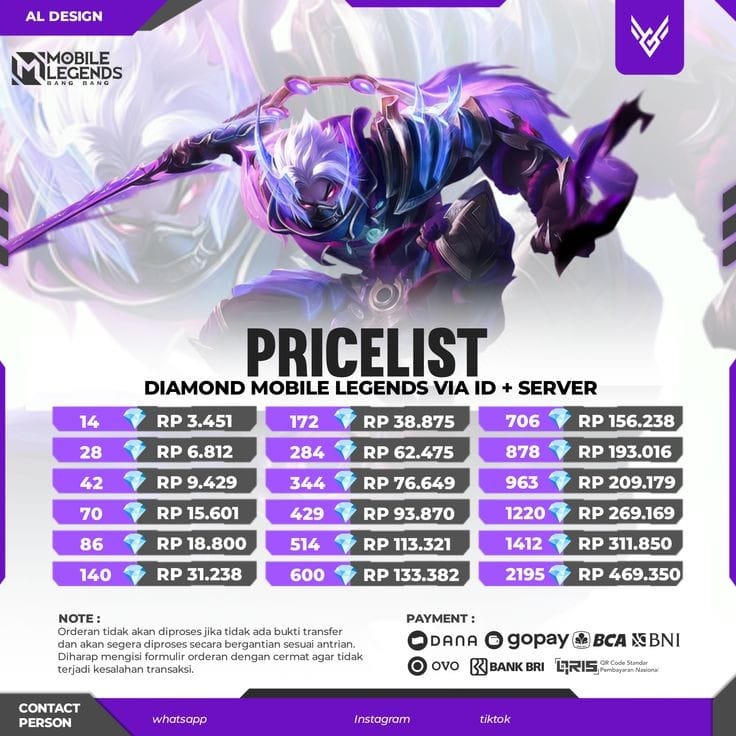 AL DESIGN
MOBILE
LEGENDS
BANG BANG
PRICELIST
DIAMOND MOBILE LEGENDS VIA ID + SERVER
14 RP 3.451
28 RP 6.812
42 RP 9.429
70 RP 15.601
86 RP 18.800
140 RP 31.238
172 RP 38.875
284 RP 62.475
344 RP 76.649
429 RP 93.870
514 RP 113.321
600 RP 133.382
706 RP 156.238
878 RP 193.016
963 RP 209.179
1220 RP 269.169
1412 RP 311.850
2195 RP 469.350
NOTE :
Orderan tidak akan diproses jika tidak ada bukti transfer
dan akan segera diproses secara bergantian sesuai antrian.
Diharap mengisi formulir orderan dengan cermat agar tidak
terjadi kesalahan transaksi.
PAYMENT :
DANA gopay BCA BNI
OVO BANK BRI QRIS QR Code Standar
Pembayaran Nasional
CONTACT
PERSON
whatsapp Instagram tiktok